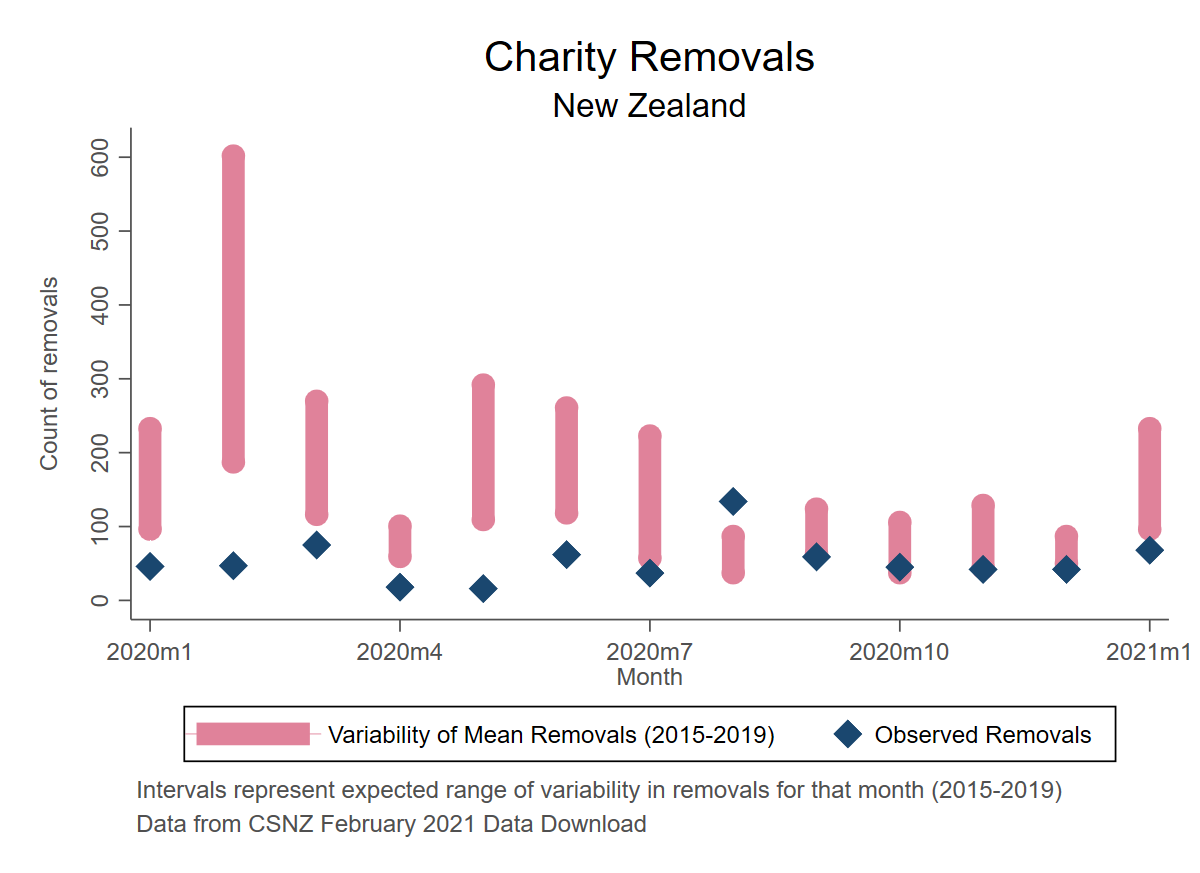 Charity Removals
New Zealand
Count of removals
600
500
400
300
200
100
0
2020m1 2020m4 2020m7 2020m10 2021m1
Month
Variability of Mean Removals (2015-2019) Observed Removals
Intervals represent expected range of variability in removals for that month (2015-2019)
Data from CSNZ February 2021 Data Download